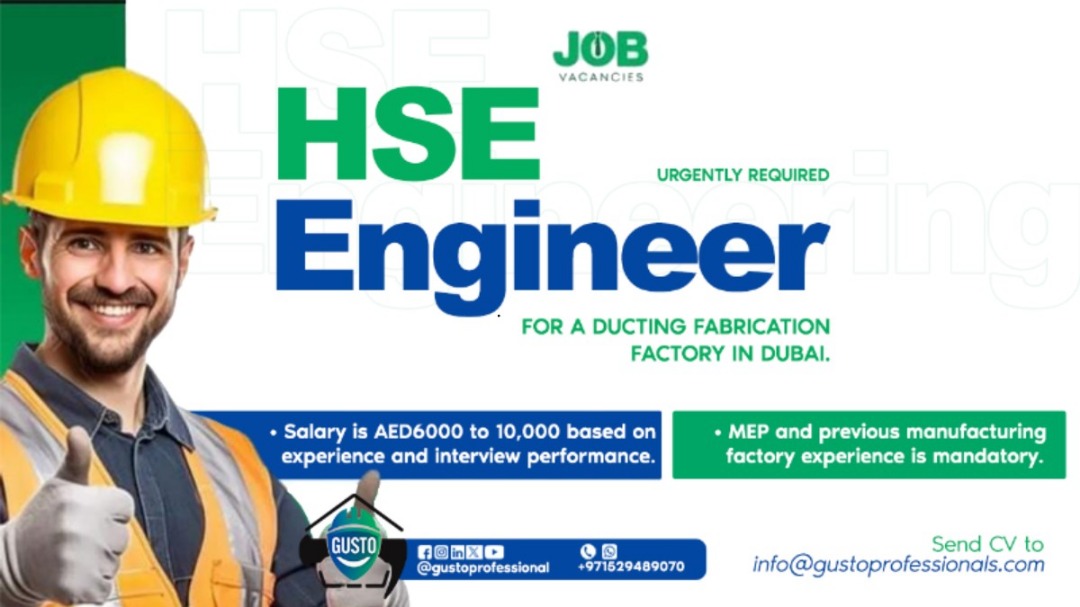 JOB
VACANCIES
HSE
URGENTLY REQUIRED
Engineer
FOR A DUCTING FABRICATION
FACTORY IN DUBAI.
• Salary is AED6000 to 10,000 based on
experience and interview performance.
• MEP and previous manufacturing
factory experience is mandatory.
GUSTO
@gustoprofessional
+971529489070
Send CV to
info@gustoprofessionals.com
HSE
Engineering